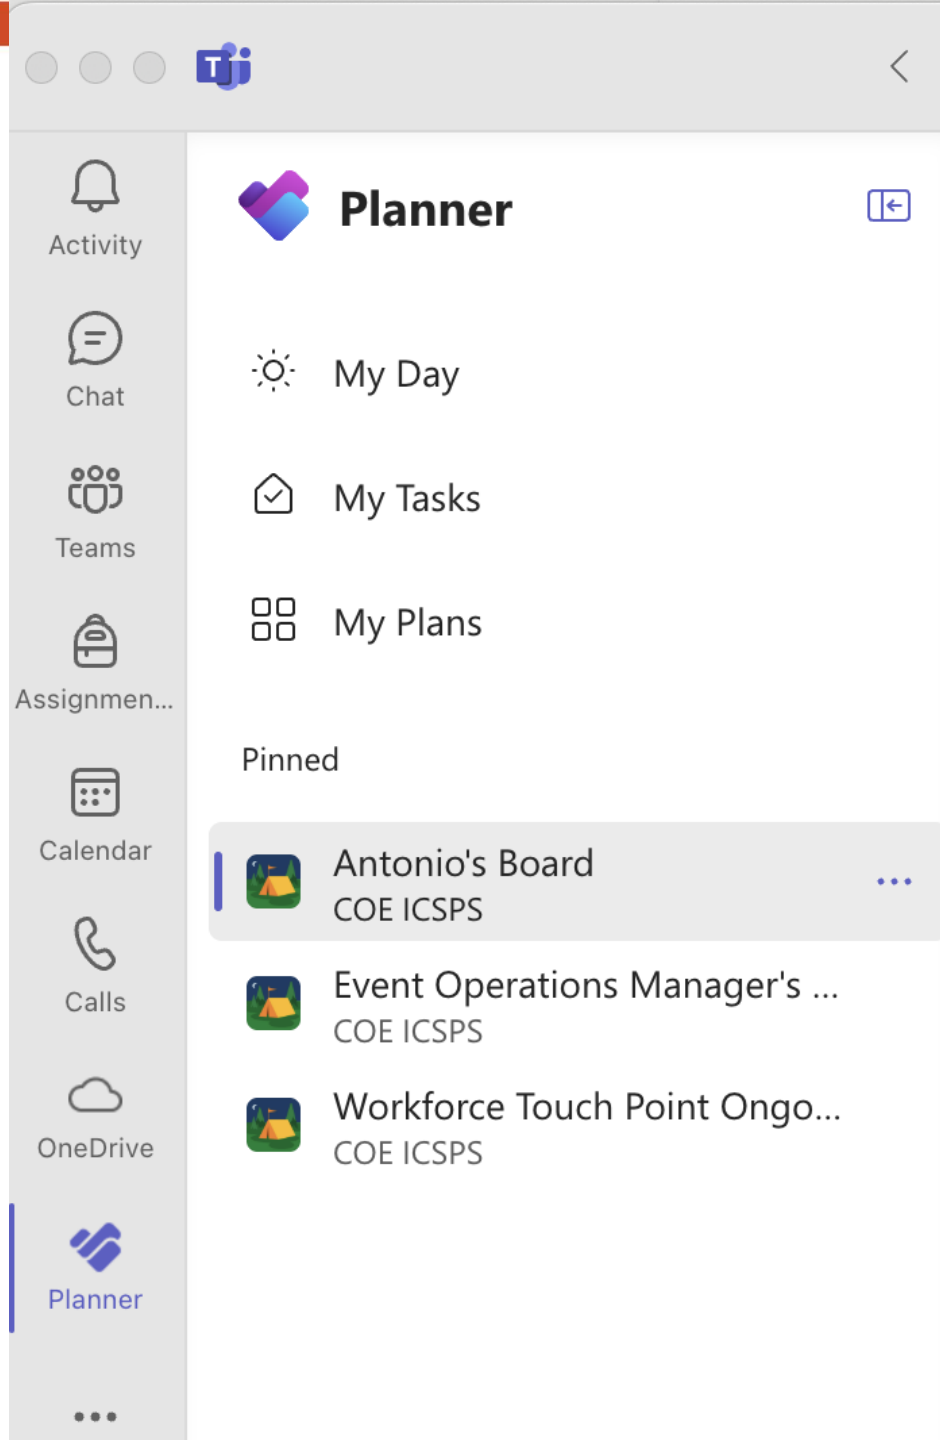 T
Activity
Chat
Teams
Assignmen...
Calendar
Calls
OneDrive
Planner
Planner
My Day
My Tasks
My Plans
Pinned
Antonio's Board
COE ICSPS
Event Operations Manager's ...
COE ICSPS
Workforce Touch Point Ongo...
COE ICSPS